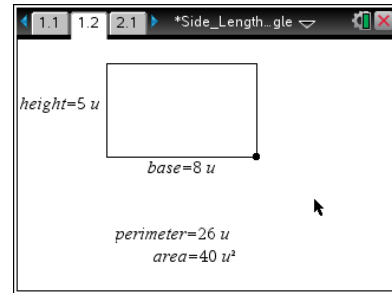 1.1 1.2 2.1 *Side_Length…gle
height=5 u
base=8 u
perimeter=26 u
area=40 u²